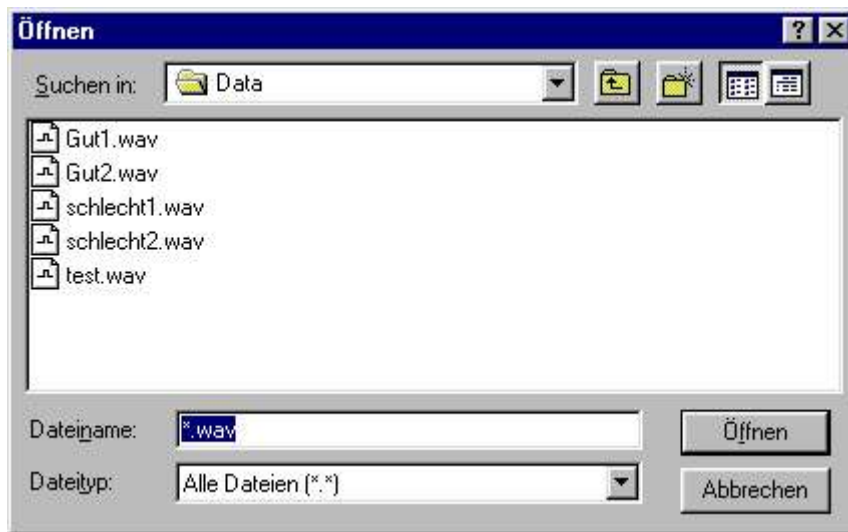 Öffnen
Suchen in: Data
Gut1.wav
Gut2.wav
schlecht1.wav
schlecht2.wav
test.wav
Dateiname: *.wav Öffnen
Dateityp: Alle Dateien (*.*) Abbrechen